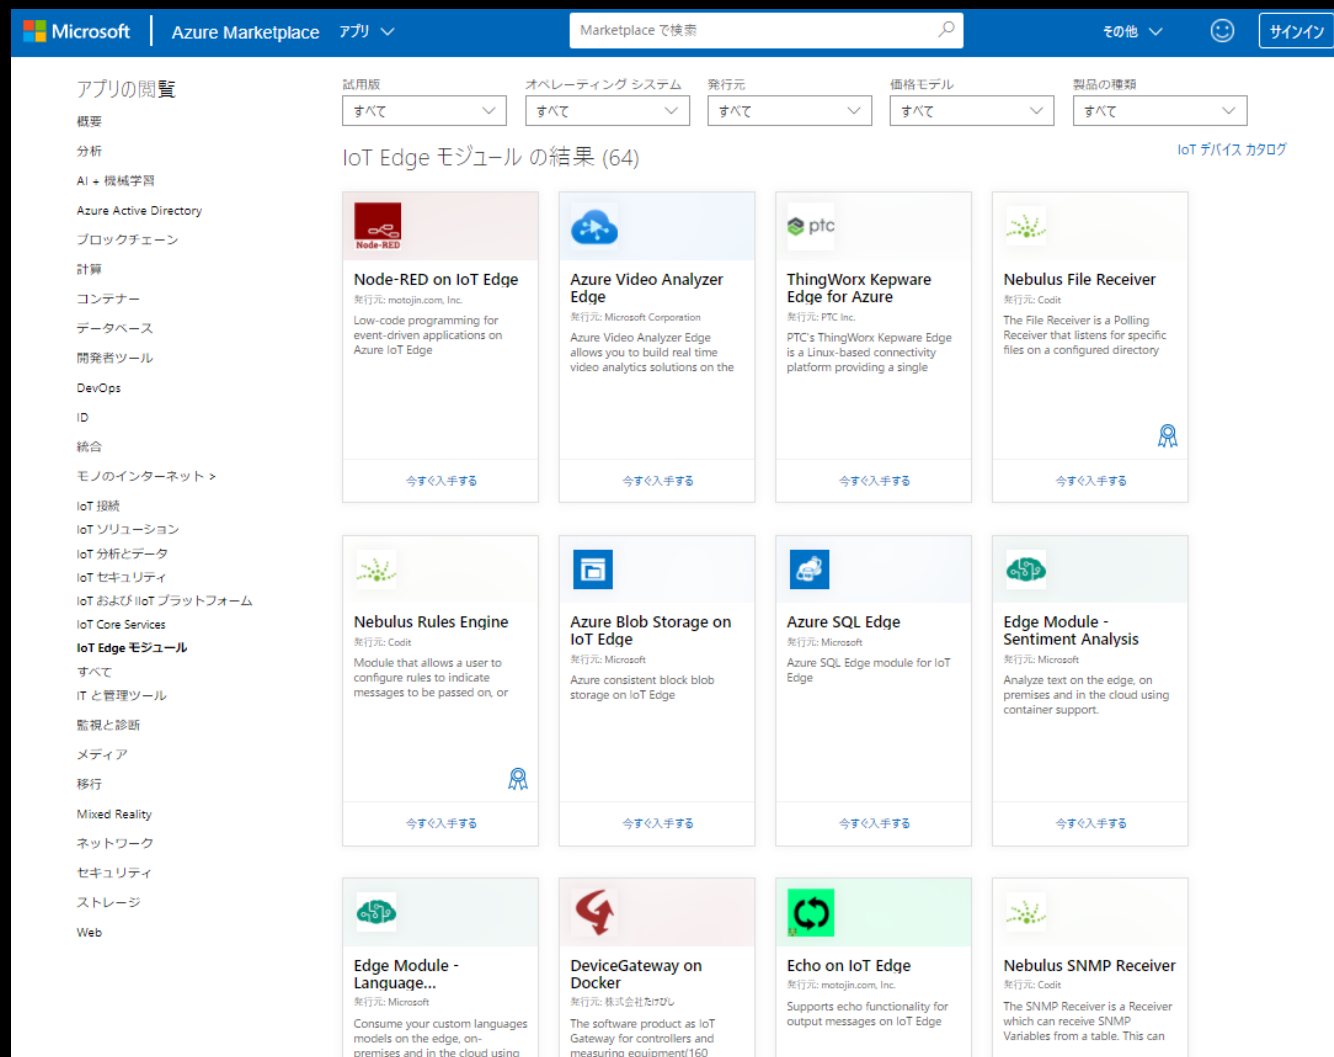 Microsoft
Azure Marketplace
アプリ
Marketplace で検索
その他
サインイン
アプリの閲覧
概要
分析
AI + 機械学習
Azure Active Directory
ブロックチェーン
計算
コンテナー
データベース
開発者ツール
DevOps
ID
統合
モノのインターネット >
IoT 接続
IoT ソリューション
IoT 分析とデータ
IoT セキュリティ
IoT および IIoT プラットフォーム
IoT Core Services
IoT Edge モジュール
すべて
IT と管理ツール
監視と診断
メディア
移行
Mixed Reality
ネットワーク
セキュリティ
ストレージ
Web
試用版
すべて
オペレーティング システム
すべて
発行元
すべて
価格モデル
すべて
製品の種類
すべて
IoT Edge モジュール の結果 (64)
IoT デバイス カタログ
Node-RED
Node-RED on IoT Edge
発行元: motojin.com, Inc.
Low-code programming for
event-driven applications on
Azure IoT Edge
今すぐ入手する
Azure Video Analyzer
Edge
発行元: Microsoft Corporation
Azure Video Analyzer Edge
allows you to build real time
video analytics solutions on the
今すぐ入手する
ptc
ThingWorx Kepware
Edge for Azure
発行元: PTC Inc.
PTC's ThingWorx Kepware Edge
is a Linux-based connectivity
platform providing a single
今すぐ入手する
Nebulus File Receiver
発行元: Codit
The File Receiver is a Polling
Receiver that listens for specific
files on a configured directory
今すぐ入手する
Nebulus Rules Engine
発行元: Codit
Module that allows a user to
configure rules to indicate
messages to be passed on, or
今すぐ入手する
Azure Blob Storage on
IoT Edge
発行元: Microsoft
Azure consistent block blob
storage on IoT Edge
今すぐ入手する
Azure SQL Edge
発行元: Microsoft
Azure SQL Edge module for IoT
Edge
今すぐ入手する
Edge Module -
Sentiment Analysis
発行元: Microsoft
Analyze text on the edge, on-
premises and in the cloud using
container support.
今すぐ入手する
Edge Module -
Language...
発行元: Microsoft
Consume your custom languages
models on the edge, on-
premises and in the cloud using
DeviceGateway on
Docker
発行元: 株式会社たけびし
The software product as IoT
Gateway for controllers and
measuring equipment(160
Echo on IoT Edge
発行元: motojin.com, Inc.
Supports echo functionality for
output messages on IoT Edge
Nebulus SNMP Receiver
発行元: Codit
The SNMP Receiver is a Receiver
which can receive SNMP
Variables from a table. This can